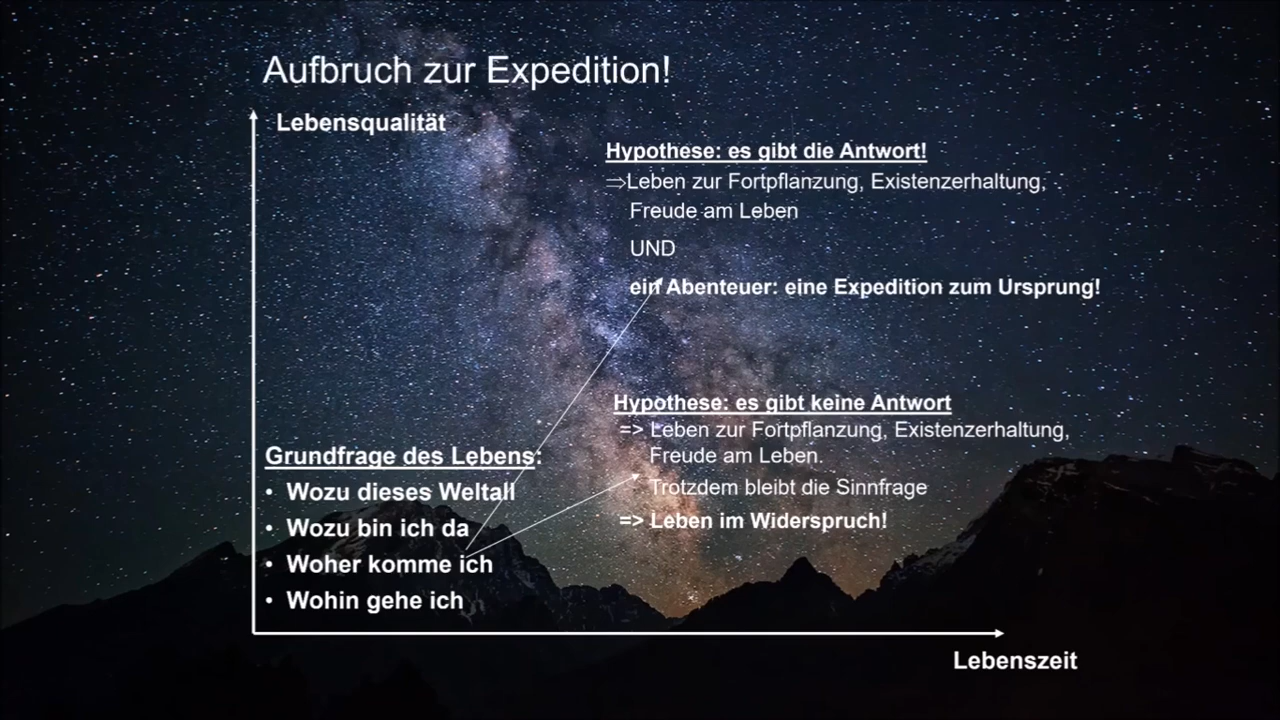 Aufbruch zur Expedition!
Lebensqualität
Hypothese: es gibt die Antwort!
⇒Leben zur Fortpflanzung, Existenzerhaltung,
Freude am Leben
UND
ein Abenteuer: eine Expedition zum Ursprung!
Hypothese: es gibt keine Antwort
=> Leben zur Fortpflanzung, Existenzerhaltung,
Freude am Leben.
Trotzdem bleibt die Sinnfrage
=> Leben im Widerspruch!
Grundfrage des Lebens:
• Wozu dieses Weltall
• Wozu bin ich da
• Woher komme ich
• Wohin gehe ich
Lebenszeit